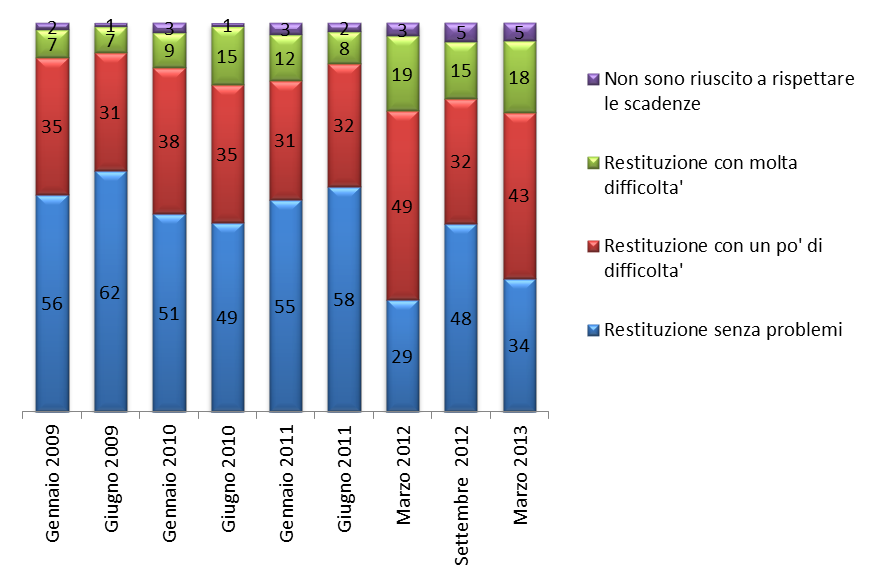 2 1 3 1 3 2 3 5 5
7 7 9 15 12 8 19 15 18
35 31 38 35 31 32 49 32 43
56 62 51 49 55 58 29 48 34
Gennaio 2009
Giugno 2009
Gennaio 2010
Giugno 2010
Gennaio 2011
Giugno 2011
Marzo 2012
Settembre 2012
Marzo 2013
Non sono riuscito a rispettare
le scadenze
Restituzione con molta
difficolta'
Restituzione con un po' di
difficolta'
Restituzione senza problemi